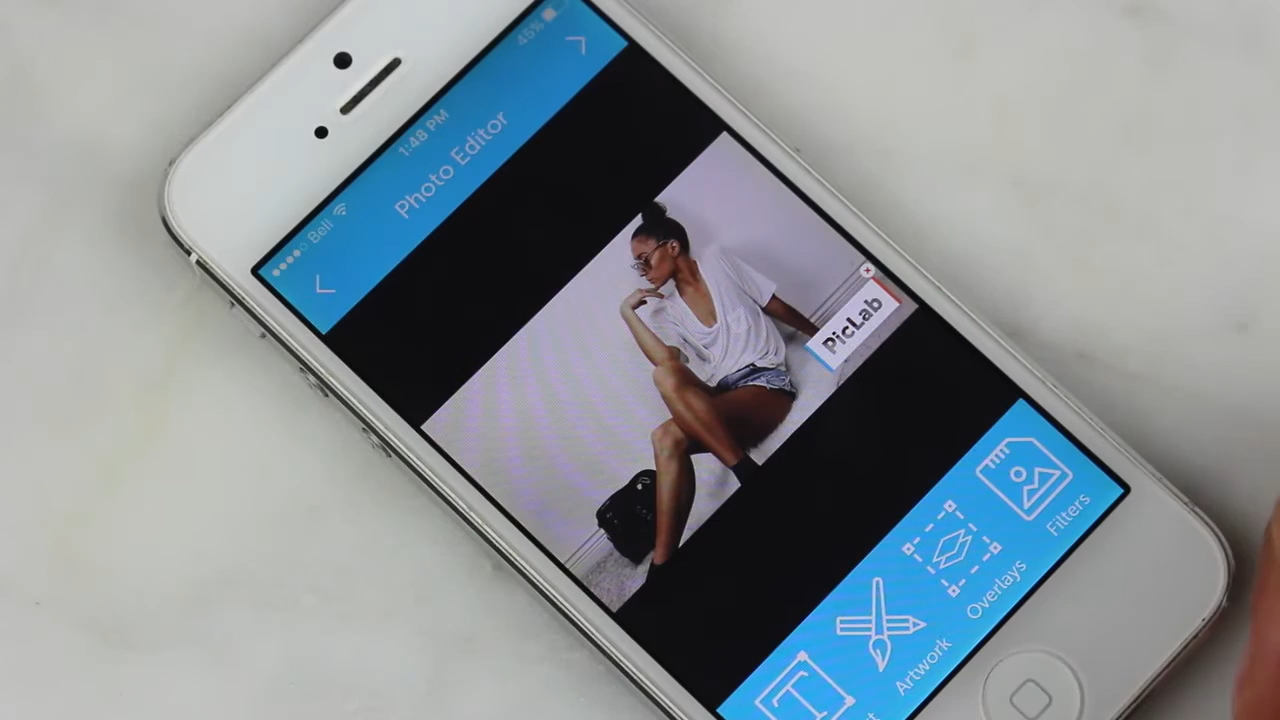 Bell
1:48 PM
45%
Photo Editor
PicLab
Artwork
Overlays
Filters